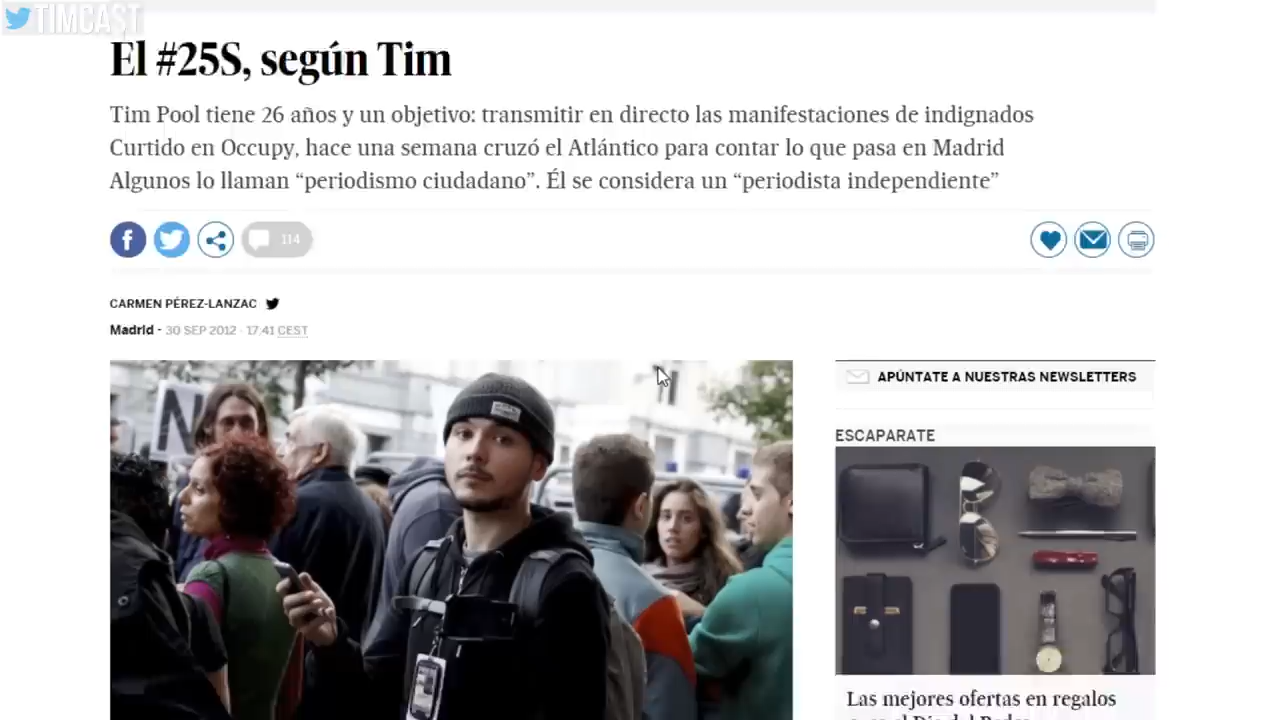 TIMCAST
El #25S, según Tim
Tim Pool tiene 26 años y un objetivo: transmitir en directo las manifestaciones de indignados
Curtido en Occupy, hace una semana cruzó el Atlántico para contar lo que pasa en Madrid
Algunos lo llaman “periodismo ciudadano”. Él se considera un “periodista independiente”
f
114
CARMEN PÉREZ-LANZAC
Madrid - 30 SEP 2012 - 17:41 CEST
N
APÚNTATE A NUESTRAS NEWSLETTERS
ESCAPARATE
Las mejores ofertas en regalos